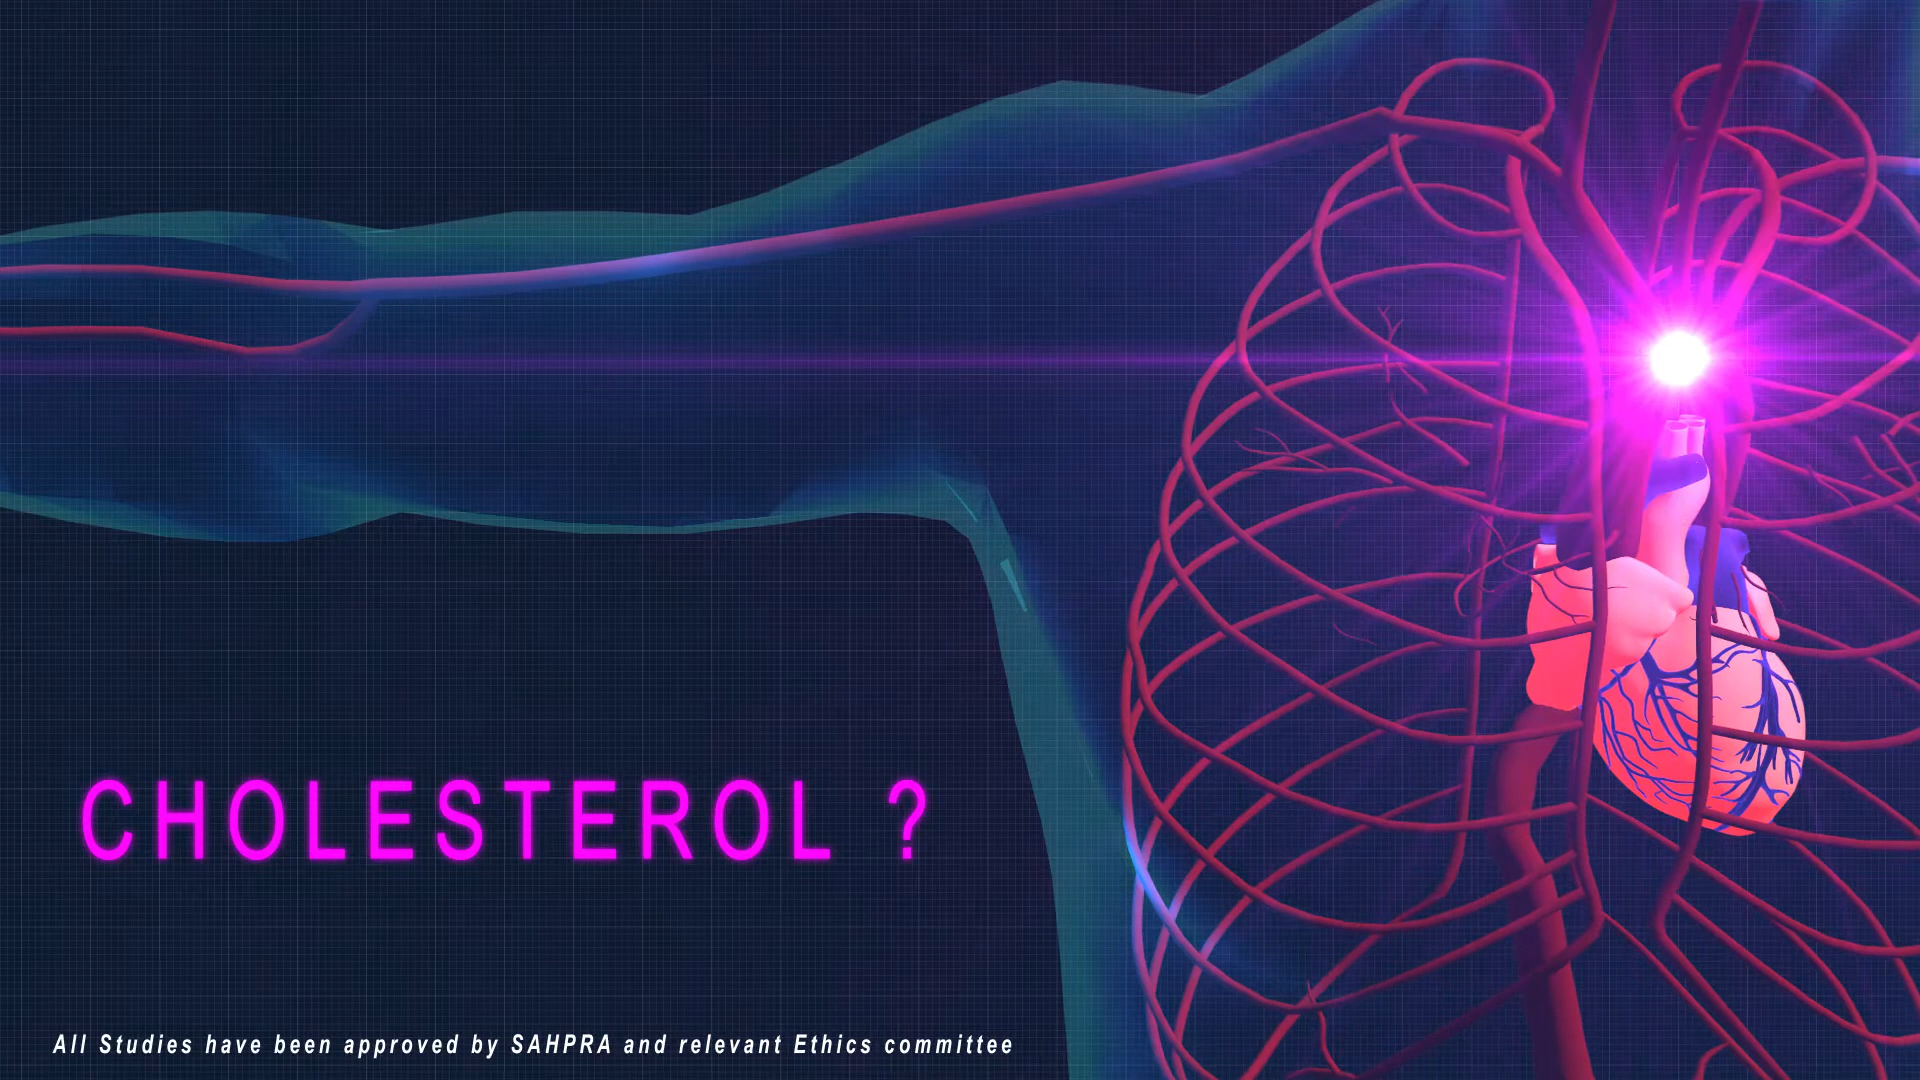 CHOLESTEROL ?
All Studies have been approved by SAHPRA and relevant Ethics committee